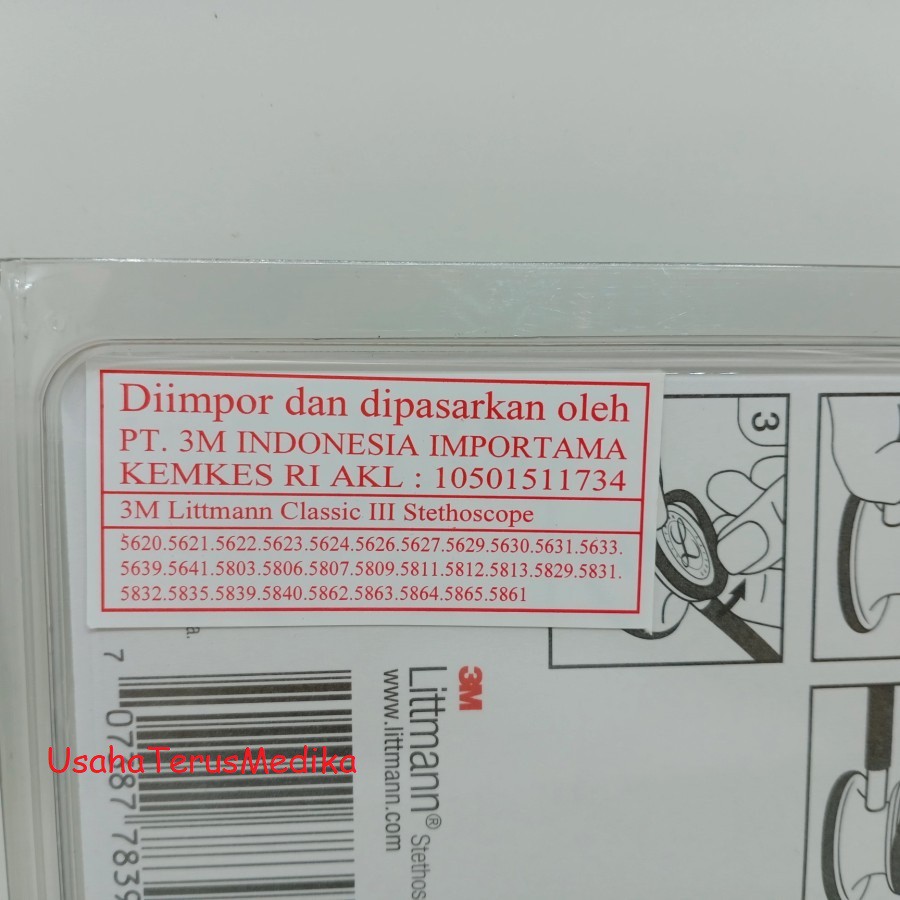 Diimpor dan dipasarkan oleh
PT. 3M INDONESIA IMPORTAMA
KEMKES RI AKL : 10501511734
3M Littmann Classic III Stethoscope
5620.5621.5622.5623.5624.5626.5627.5629.5630.5631.5633.
5639.5641.5803.5806.5807.5809.5811.5812.5813.5829.5831.
5832.5835.5839.5840.5862.5863.5864.5865.5861
3
3M
Littmann®
www.littmann.com
UsahaTerusMedika